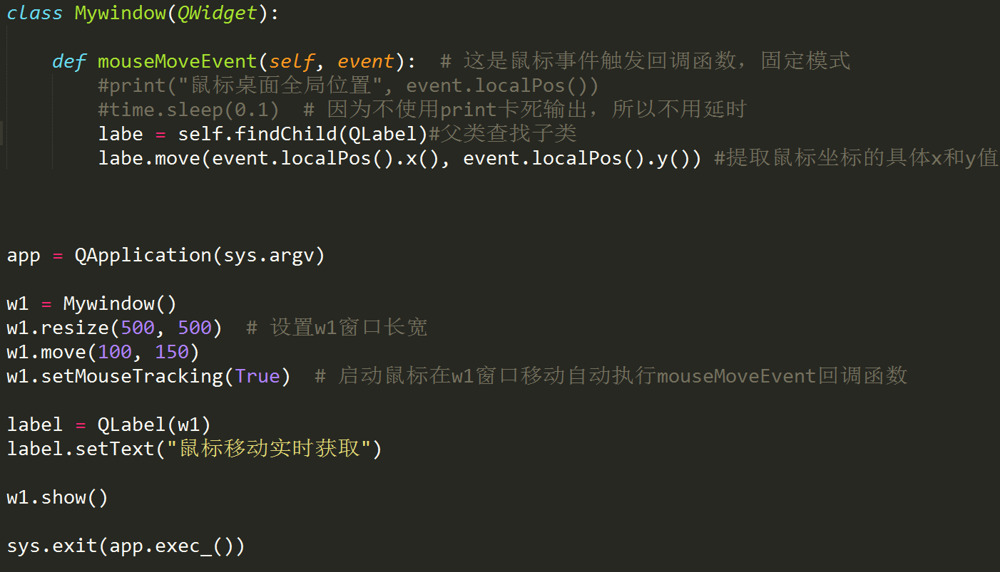 class Mywindow(QWidget):
def mouseMoveEvent(self, event):  # 这是鼠标事件触发回调函数，固定模式
#print("鼠标桌面全局位置", event.localPos())
#time.sleep(0.1)  # 因为不使用print卡死输出，所以不用延时
labe = self.findChild(QLabel)#父类查找子类
labe.move(event.localPos().x(), event.localPos().y()) #提取鼠标坐标的具体x和y值
app = QApplication(sys.argv)
w1 = Mywindow()
w1.resize(500, 500)  # 设置w1窗口长宽
w1.move(100, 150)
w1.setMouseTracking(True)  # 启动鼠标在w1窗口移动自动执行mouseMoveEvent回调函数
label = QLabel(w1)
label.setText("鼠标移动实时获取")
w1.show()
sys.exit(app.exec_())